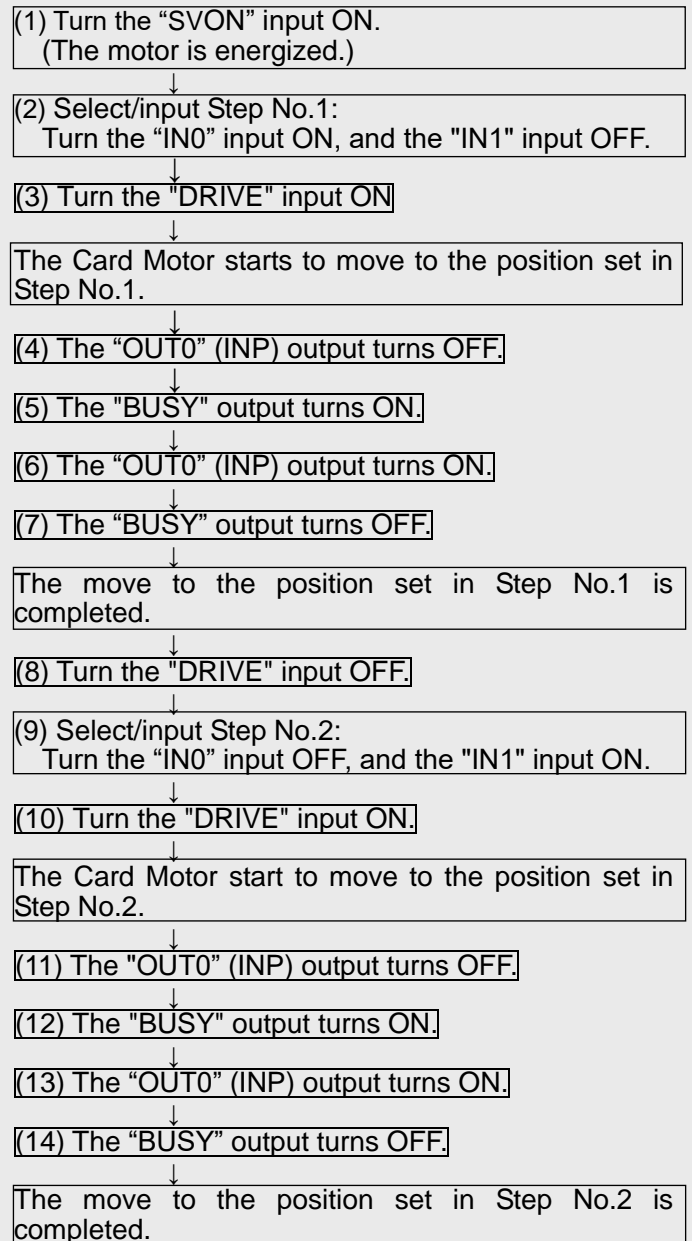 (1) Turn the “SVON” input ON.
(The motor is energized.)
↓
(2) Select/input Step No.1:
Turn the “IN0” input ON, and the "IN1" input OFF.
↓
(3) Turn the "DRIVE" input ON
↓
The Card Motor starts to move to the position set in
Step No.1.
↓
(4) The “OUT0” (INP) output turns OFF.
↓
(5) The "BUSY" output turns ON.
↓
(6) The “OUT0” (INP) output turns ON.
↓
(7) The “BUSY” output turns OFF.
↓
The move to the position set in Step No.1 is
completed.
↓
(8) Turn the "DRIVE" input OFF.
↓
(9) Select/input Step No.2:
Turn the “IN0” input OFF, and the "IN1" input ON.
↓
(10) Turn the "DRIVE" input ON.
↓
The Card Motor start to move to the position set in
Step No.2.
↓
(11) The "OUT0” (INP) output turns OFF.
↓
(12) The "BUSY" output turns ON.
↓
(13) The “OUT0” (INP) output turns ON.
↓
(14) The “BUSY” output turns OFF.
↓
The move to the position set in Step No.2 is
completed.